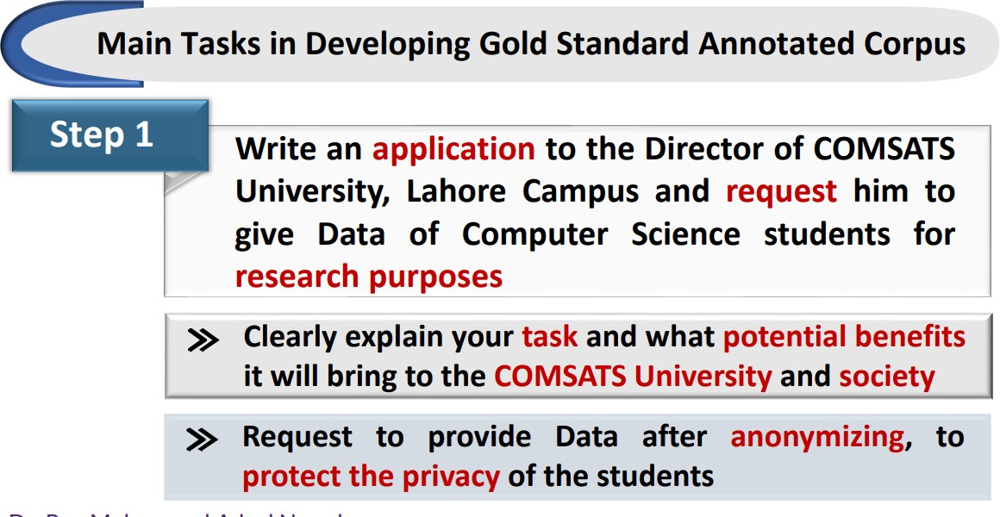 Main Tasks in Developing Gold Standard Annotated Corpus
Step 1
Write an application to the Director of COMSATS
University, Lahore Campus and request him to
give Data of Computer Science students for
research purposes
Clearly explain your task and what potential benefits
it will bring to the COMSATS University and society
Request to provide Data after anonymizing, to
protect the privacy of the students